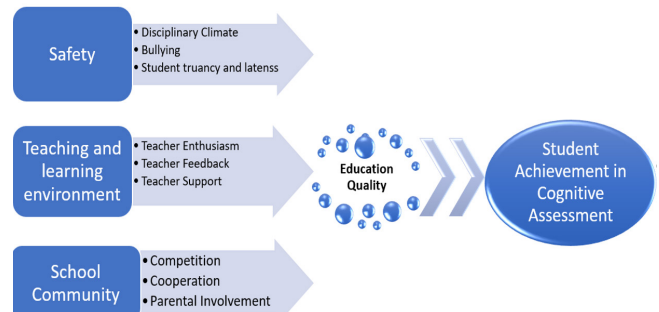 Safety
• Disciplinary Climate
• Bullying
• Student truancy and latenss
Teaching and
learning
environment
• Teacher Enthusiasm
• Teacher Feedback
• Teacher Support
School
Community
• Competition
• Cooperation
• Parental Involvement
Education
Quality
Student
Achievement in
Cognitive
Assessment